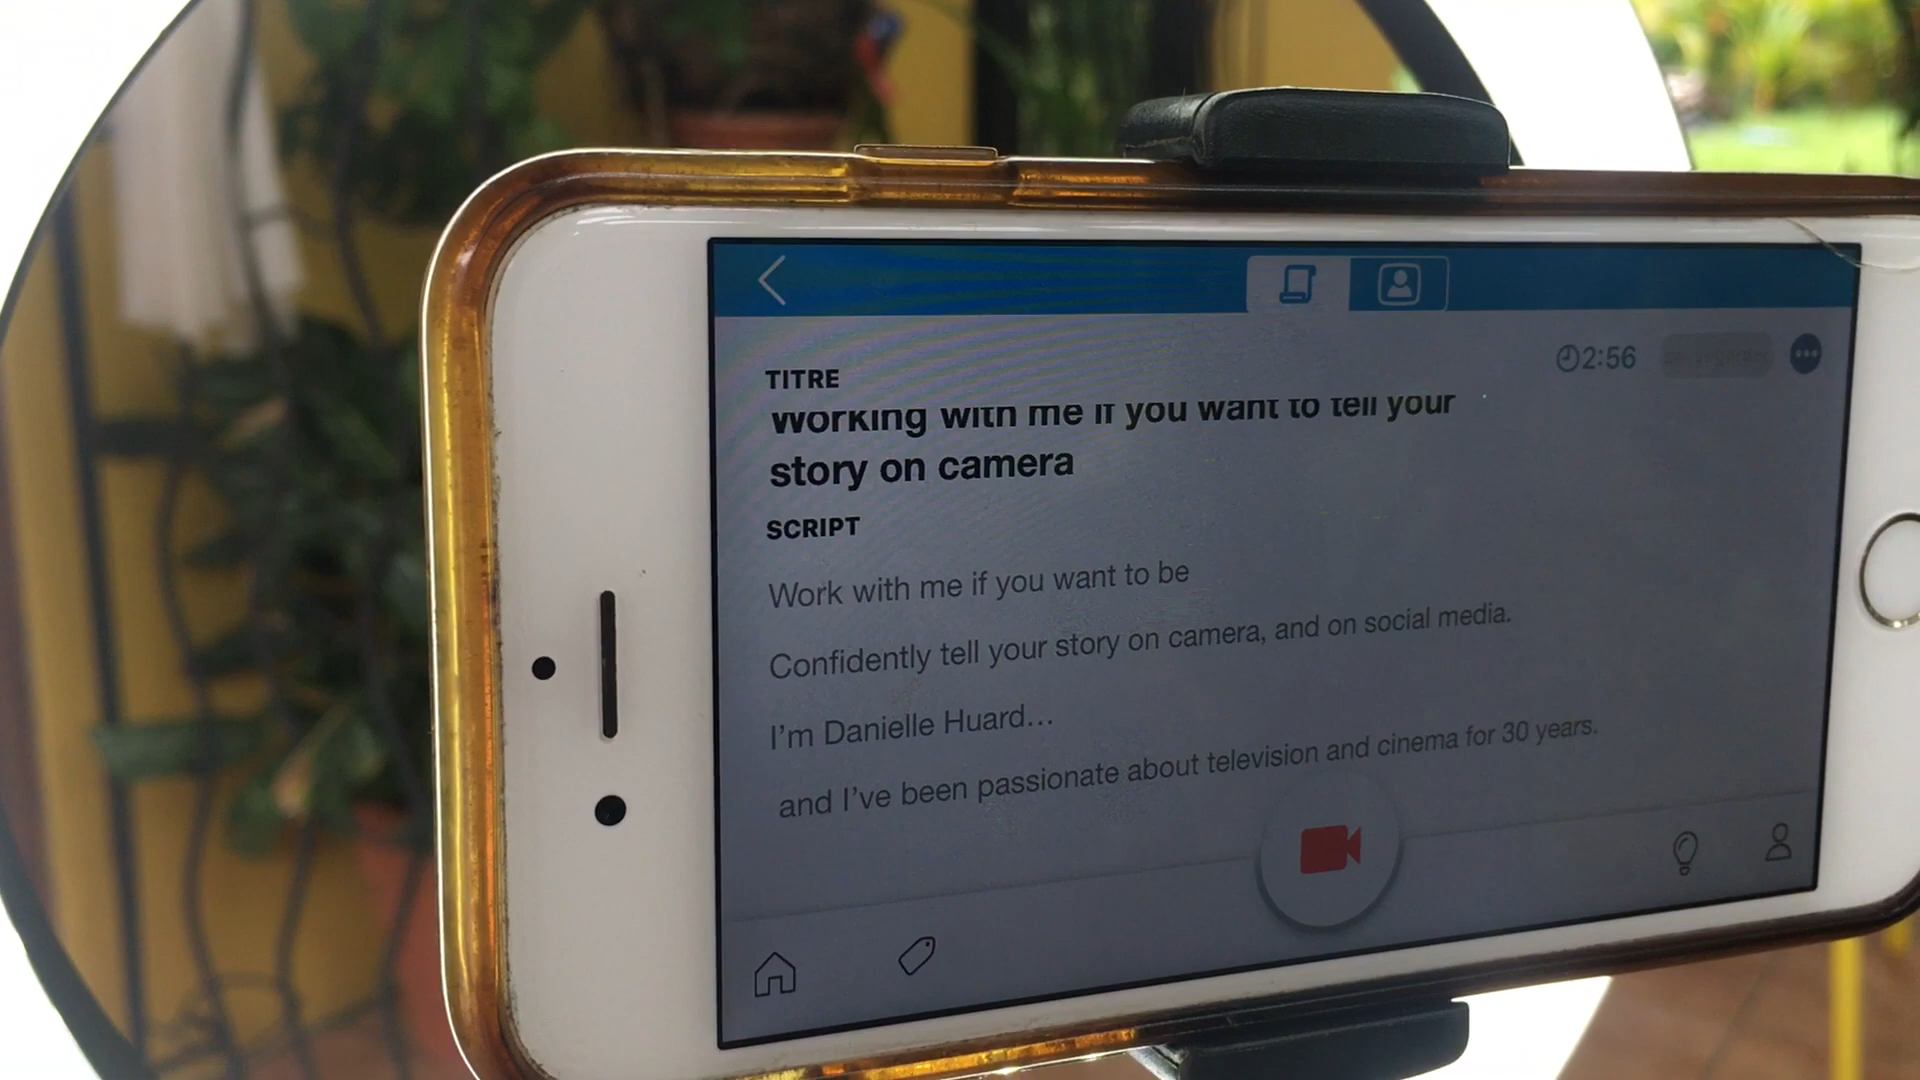 2:56
TITRE
Working with me if you want to tell your
story on camera
SCRIPT
Work with me if you want to be
Confidently tell your story on camera, and on social media.
I'm Danielle Huard...
and I've been passionate about television and cinema for 30 years.